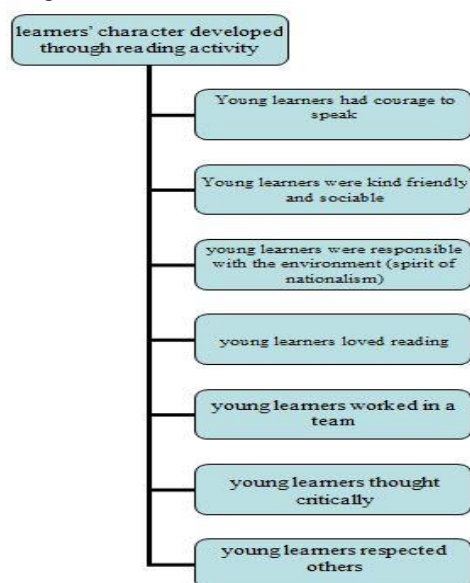 learners' character developed
through reading activity
Young learners had courage to
speak
Young learners were kind friendly
and sociable
young learners were responsible
with the environment (spirit of
nationalism)
young learners loved reading
young learners worked in a
team
young learners thought
critically
young learners respected
others